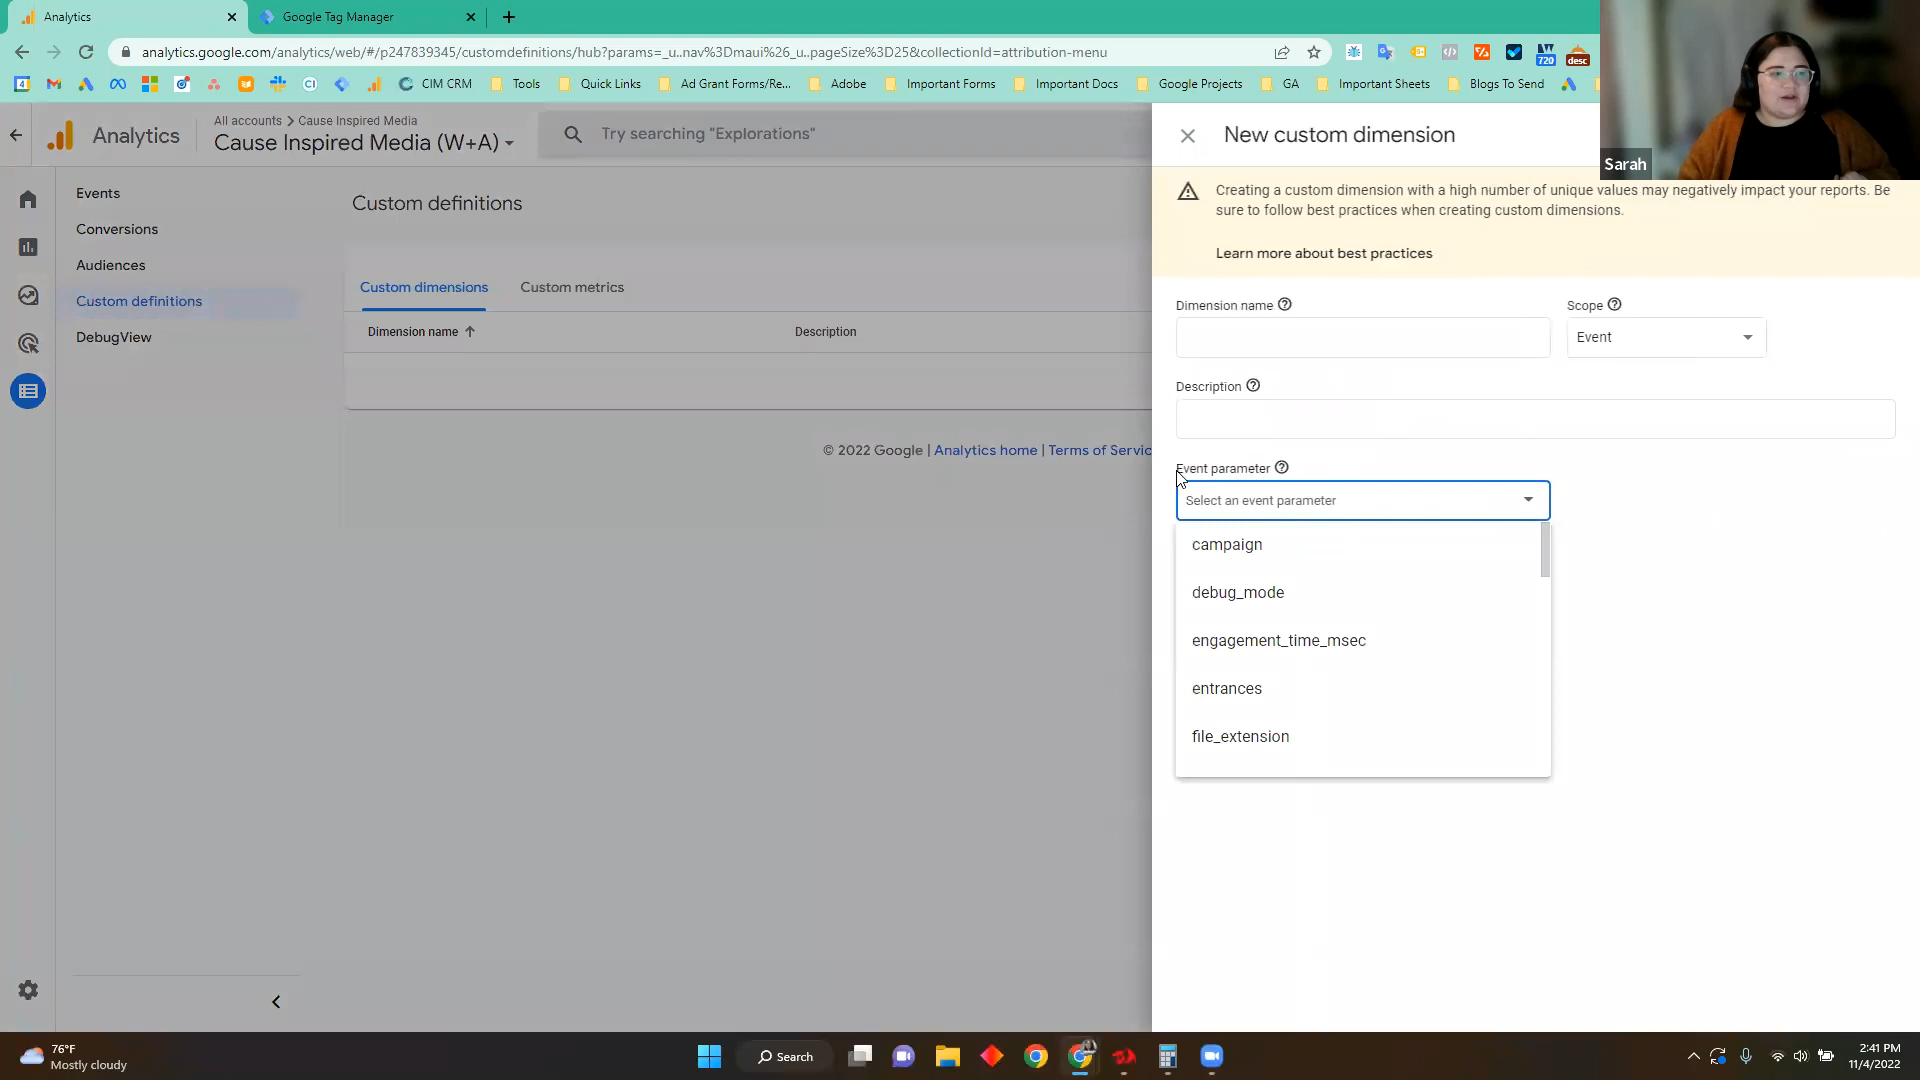 Analytics
Google Tag Manager
analytics.google.com/analytics/web/#/p247839345/customdefinitions/hub?params=_u..nav%3Dmaui%26_u..pageSize%3D25&collectionId=attribution-menu
720
desc
CIM CRM
Tools
Quick Links
Ad Grant Forms/Re...
Adobe
Important Forms
Important Docs
Google Projects
GA
Important Sheets
Blogs To Send
Analytics
All accounts > Cause Inspired Media
Cause Inspired Media (W+A)
Try searching "Explorations"
New custom dimension
Sarah
Events
Conversions
Audiences
Custom definitions
DebugView
Custom definitions
Custom dimensions
Custom metrics
Dimension name
Description
© 2022 Google | Analytics home | Terms of Servic
Creating a custom dimension with a high number of unique values may negatively impact your reports. Be
sure to follow best practices when creating custom dimensions.
Learn more about best practices
Dimension name
Scope
Event
Description
Event parameter
Select an event parameter
campaign
debug_mode
engagement_time_msec
entrances
file_extension
76°F
Mostly cloudy
Search
2:41 PM
11/4/2022